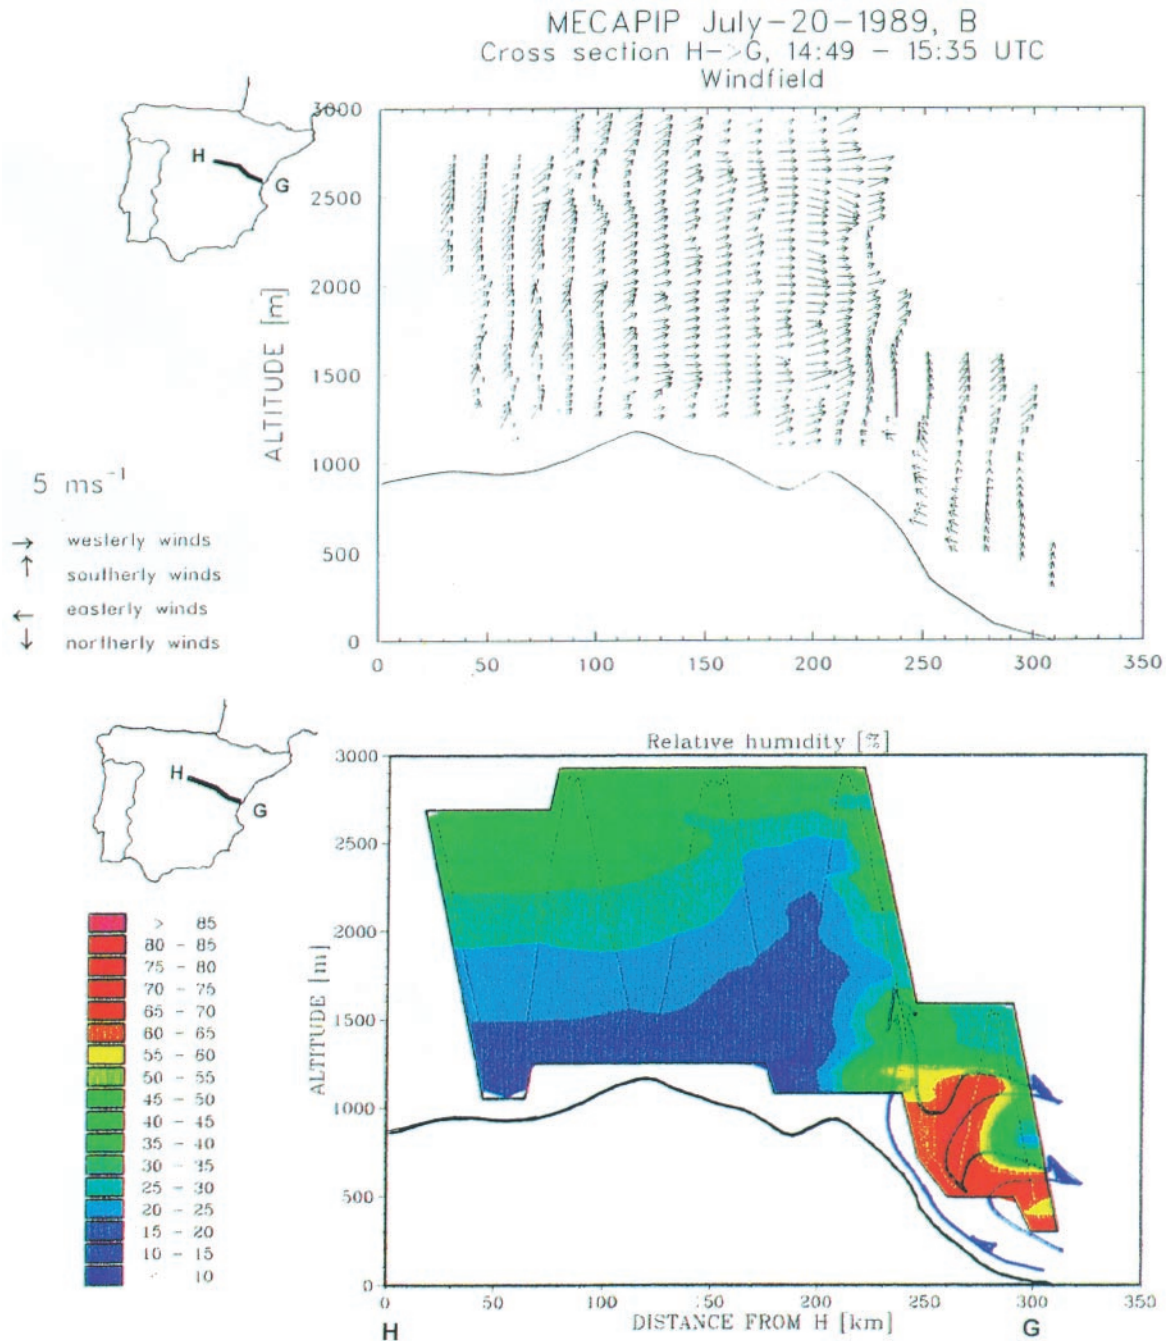 MECAPIP July-20-1989, B
Cross section H->G, 14:49 - 15:35 UTC
Windfield
3000
2500
2000
1500
1000
500
0
ALTITUDE [m]
0 50 100 150 200 250 300 350
H
G
5 ms-1
→ westerly winds
↑ southerly winds
← easterly winds
↓ northerly winds
H
G
Relative humidity [%]
3000
2500
2000
1500
1000
500
0
ALTITUDE [m]
0 50 100 150 200 250 300 350
DISTANCE FROM H [km]
H G
> 85
80 - 85
75 - 80
70 - 75
65 - 70
60 - 65
55 - 60
50 - 55
45 - 50
40 - 45
35 - 40
30 - 35
25 - 30
20 - 25
15 - 20
10 - 15
10